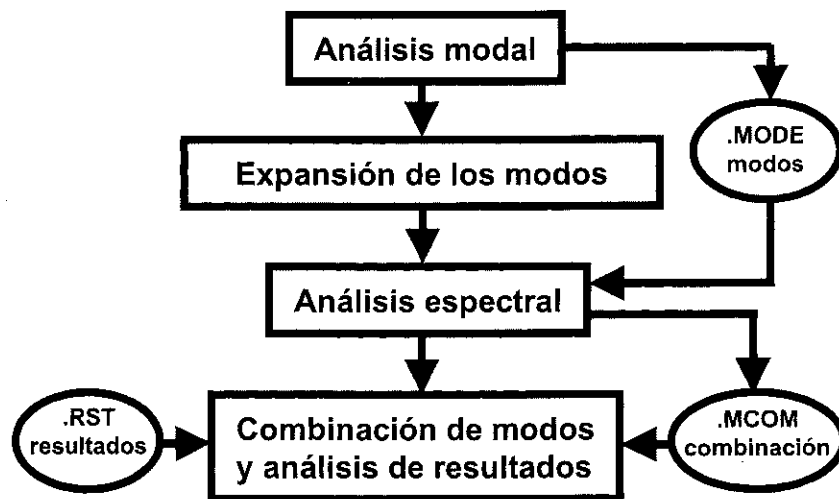 Análisis modal
.MODE
modos
Expansión de los modos
Análisis espectral
.RST
resultados
Combinación de modos
y análisis de resultados
.MCOM
combinación